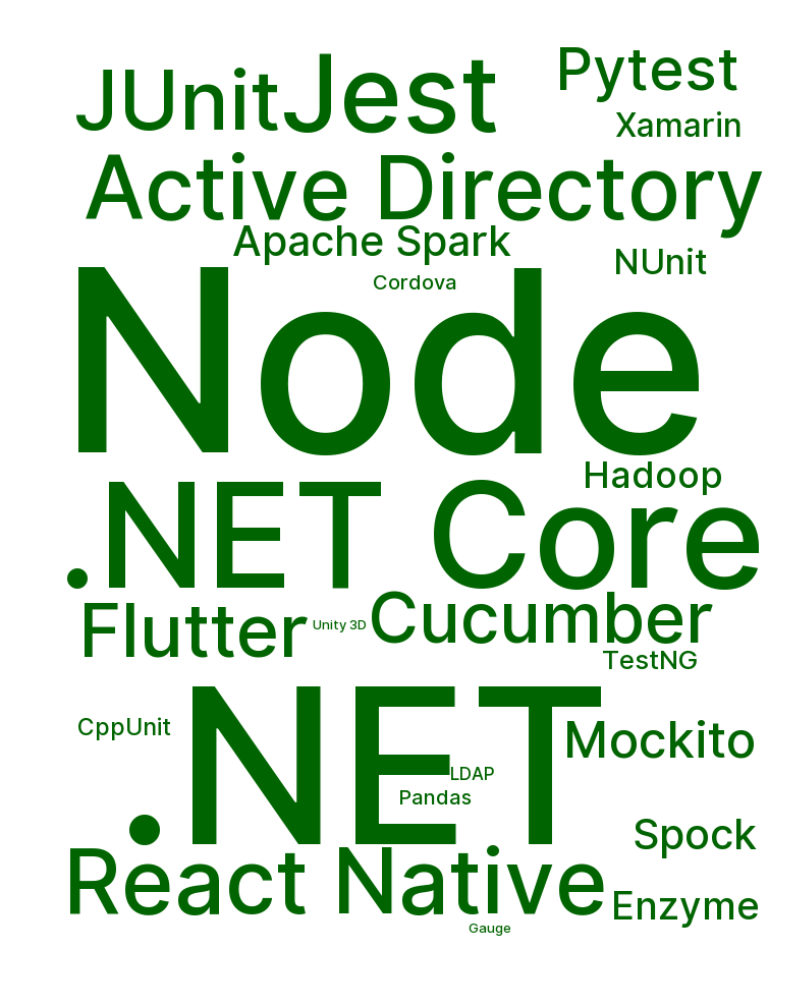 JUnit Jest Pytest
Xamarin
Active Directory
Apache Spark
NUnit
Cordova
Node
Hadoop
.NET Core
Flutter Unity 3D Cucumber
TestNG
.NET
CppUnit
Mockito
LDAP
Pandas
Spock
React Native
Enzyme
Gauge